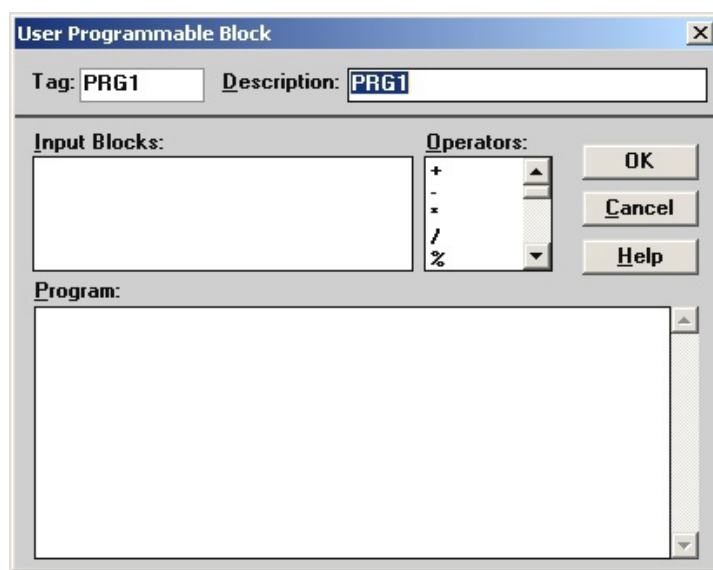 User Programmable Block
Tag: PRG1 Description: PRG1
Input Blocks: Operators:
+
-
*
/
%
OK
Cancel
Help
Program: